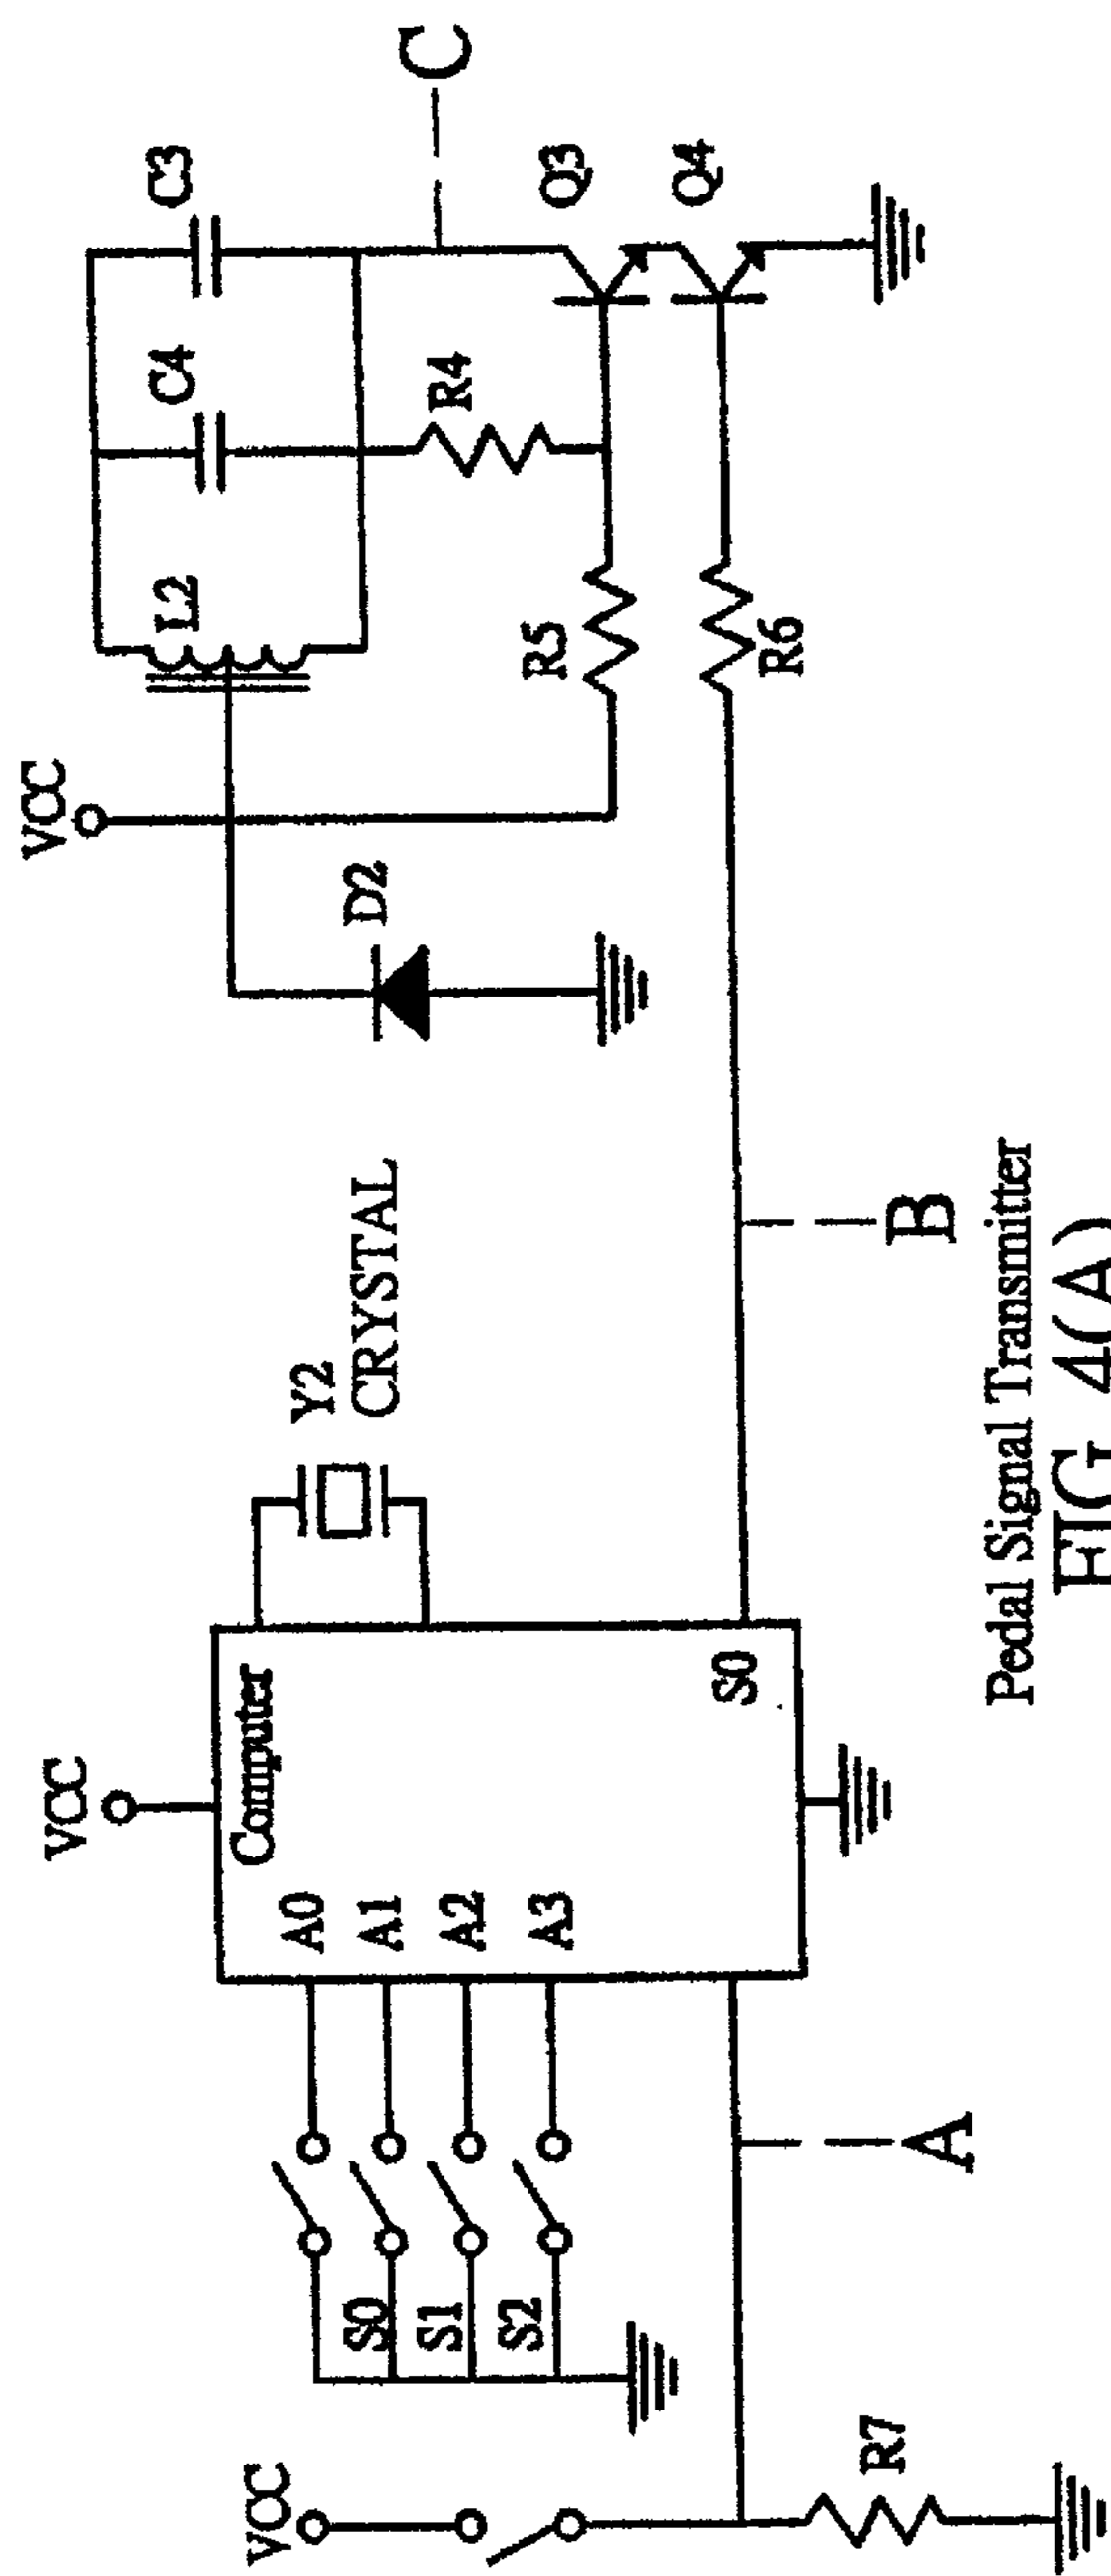 VCC
VCC
VCC
Computer
A0
A1
A2
A3
S0
S0
S1
S2
R7
A
Y2
CRYSTAL
B
D2
L2
C4
C3
R4
R5
R6
Q3
Q4
C
Pedal Signal Transmitter
FIG 4(A)